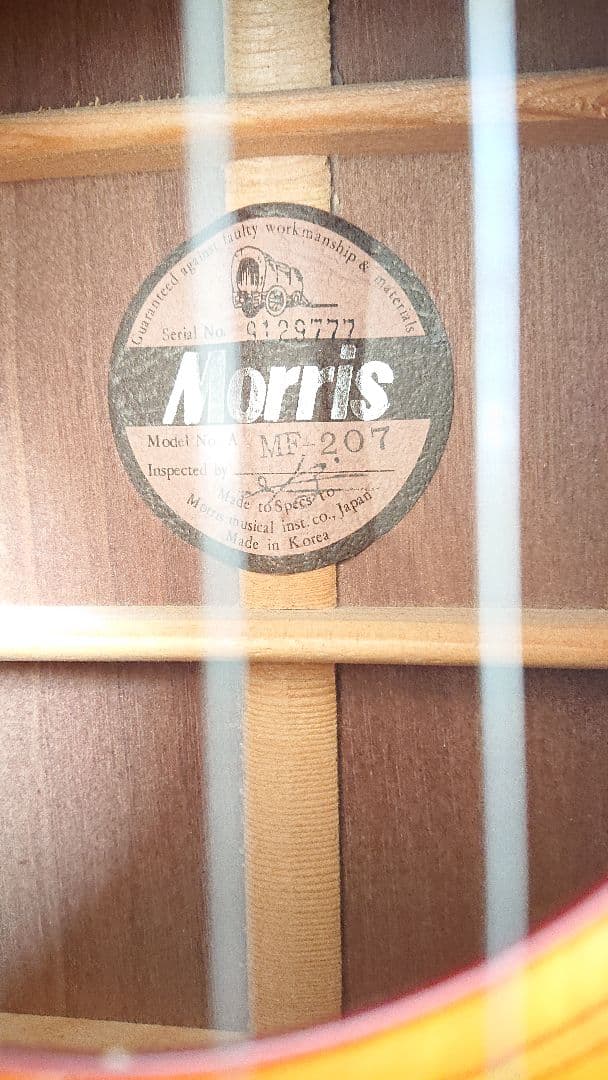 Guaranteed against faulty workmanship & materials
Serial No. 9129777
Morris
Model No. A MF-207
Inspected by
Made to Specs to
Morris musical inst. co., Japan
Made in Korea